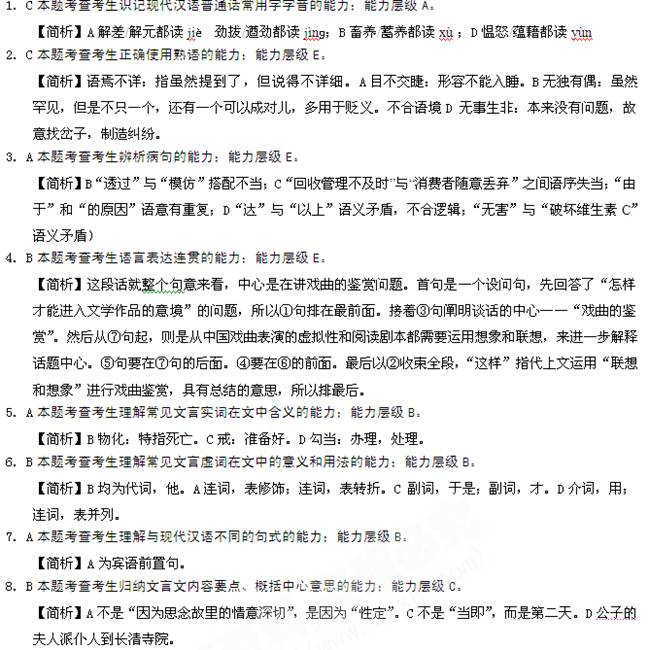 1. C 本题考查考生识记现代汉语普通话常用字字音的能力；能力层级 A。
【简析】A 解差/解元都读 jiè 劲拔/遒劲都读 jìng；B 畜养/蓄养都读 xù；D 愠怒/蕴藉都读 yùn
2. C 本题考查考生正确使用熟语的能力；能力层级 E。
【简析】语焉不详：指虽然提到了，但说得不详细。A 目不交睫：形容不能入睡。B 无独有偶：虽然
罕见，但是不只一个，还有一个可以成对儿，多用于贬义。不合语境 D 无事生非：本来没有问题，故
意找岔子，制造纠纷。
3. A 本题考查考生辨析病句的能力；能力层级 E。
【简析】B“透过”与“模仿”搭配不当；C“回收管理不及时”与“消费者随意丢弃”之间语序失当；“由
于”和“的原因”语意有重复；D“达”与“以上”语义矛盾，不合逻辑；“无害”与“破坏维生素 C”
语义矛盾）
4. B 本题考查考生语言表达连贯的能力；能力层级 E。
【简析】这段话就整个句意来看，中心是在讲戏曲的鉴赏问题。首句是一个设问句，先回答了“怎样
才能进入文学作品的意境”的问题，所以①句排在最前面。接着③句阐明谈话的中心——“戏曲的鉴
赏”。然后从⑦句起，则是从中国戏曲表演的虚拟性和阅读剧本都需要运用想象和联想，来进一步解释
话题中心。⑤句要在⑦句的后面。④要在⑥的前面。最后以②收束全段，“这样”指代上文运用“联想
和想象”进行戏曲鉴赏，具有总结的意思，所以排最后。
5. A 本题考查考生理解常见文言实词在文中含义的能力；能力层级 B。
【简析】B 物化：特指死亡。C 戒：准备好。D 勾当：办理，处理。
6. B 本题考查考生理解常见文言虚词在文中的意义和用法的能力；能力层级 B。
【简析】B 均为代词，他。A 连词，表修饰；连词，表转折。C 副词，于是；副词，才。D 介词，用；
连词，表并列。
7. A 本题考查考生理解与现代汉语不同的句式的能力；能力层级 B。
【简析】A 为宾语前置句。
8. B 本题考查考生归纳文言文内容要点、概括中心意思的能力；能力层级 C。
【简析】A 不是“因为思念故里的情意深切”，是因为“性定”。C 不是“当即”，而是第二天。D 公子的
夫人派仆人到长清寺院。